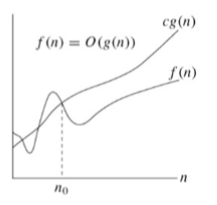 cg(n)
f(n) = O(g(n))
f(n)
n
n₀